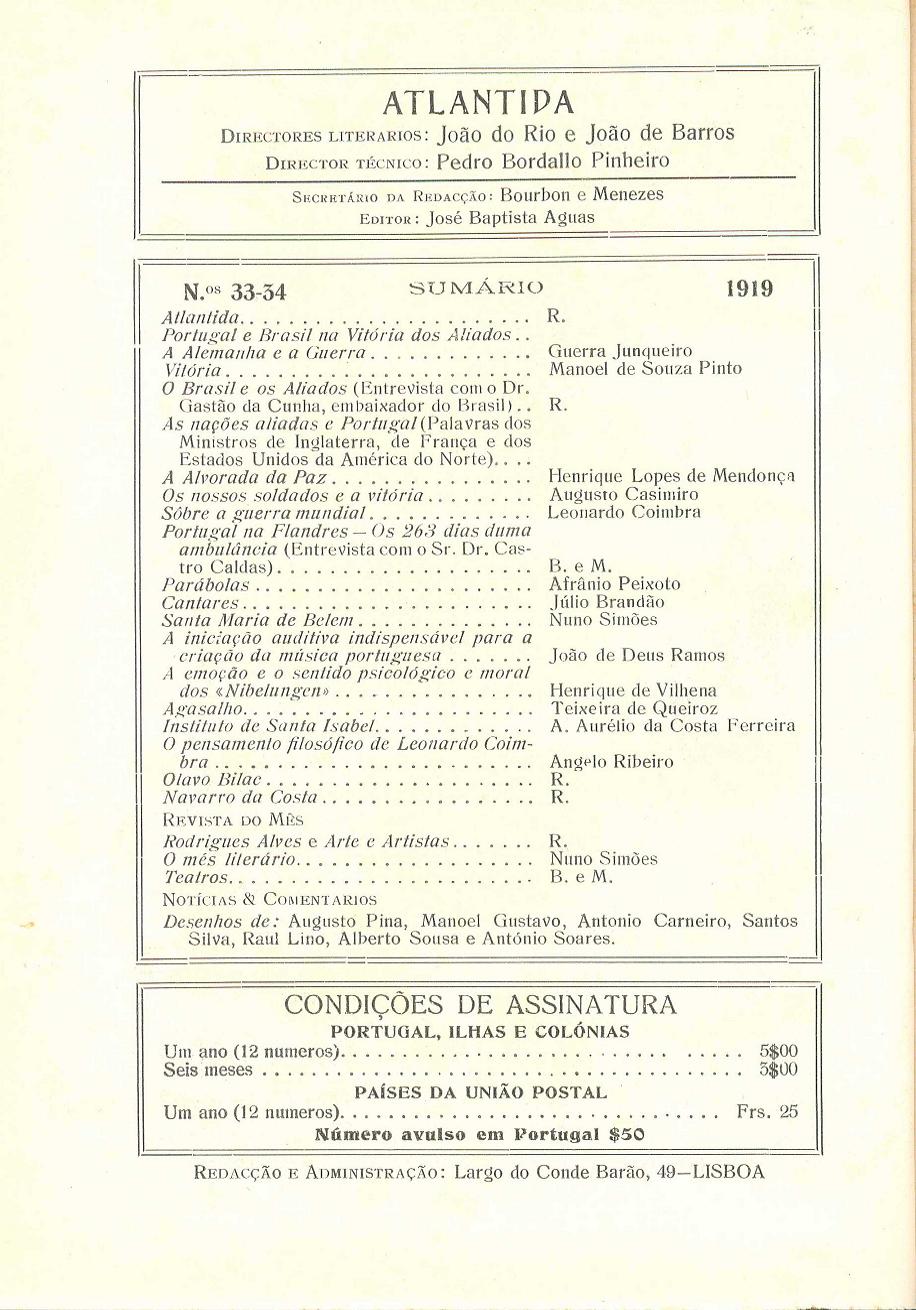 ATLANTIDA
DIRECTORES LITERARIOS: João do Rio e João de Barros
DIRECTOR TÉCNICO: Pedro Bordallo Pinheiro
SECRETÁRIO DA REDACÇÃO: Bourbon e Menezes
EDITOR: José Baptista Aguas
N.os 33-34 SUMÁRIO 1919
Atlantida. . . . . . . . . . . . . . . . . . . . . . . . R.
Portugal e Brasil na Vitória dos Aliados . .
A Alemanha e a Guerra . . . . . . . . . . . . . Guerra Junqueiro
Vitória . . . . . . . . . . . . . . . . . . . . . . . . . Manoel de Souza Pinto
O Brasil e os Aliados (Entrevista com o Dr.
Gastão da Cunha, embaixador do Brasil) . . R.
As nações aliadas e Portugal (Palavras dos
Ministros de Inglaterra, de França e dos
Estados Unidos da América do Norte). . . .
A Alvorada da Paz . . . . . . . . . . . . . . . . . Henrique Lopes de Mendonça
Os nossos soldados e a vitória . . . . . . . . . Augusto Casimiro
Sôbre a guerra mundial . . . . . . . . . . . . . Leonardo Coimbra
Portugal na Flandres — Os 263 dias duma
ambulância (Entrevista com o Sr. Dr. Cas-
tro Caldas) . . . . . . . . . . . . . . . . . . . . . B. e M.
Parábolas . . . . . . . . . . . . . . . . . . . . . . . Afrânio Peixoto
Cantares . . . . . . . . . . . . . . . . . . . . . . . . Júlio Brandão
Santa Maria de Belem . . . . . . . . . . . . . . Nuno Simões
A iniciação auditiva indispensável para a
criação da música portuguesa . . . . . . . João de Deus Ramos
A emoção e o sentido psicológico e moral
dos «Nibelungen» . . . . . . . . . . . . . . . . Henrique de Vilhena
Agasalho. . . . . . . . . . . . . . . . . . . . . . . . Teixeira de Queiroz
Instituto de Santa Isabel. . . . . . . . . . . . . A. Aurélio da Costa Ferreira
O pensamento filosófico de Leonardo Coim-
bra . . . . . . . . . . . . . . . . . . . . . . . . . . Angelo Ribeiro
Olavo Bilac . . . . . . . . . . . . . . . . . . . . . . R.
Navarro da Costa . . . . . . . . . . . . . . . . . . R.
REVISTA DO MÊS
Rodrigues Alves e Arte e Artistas . . . . . . . R.
O mês literário. . . . . . . . . . . . . . . . . . . . Nuno Simões
Teatros. . . . . . . . . . . . . . . . . . . . . . . . . B. e M.
NOTÍCIAS & COMENTARIOS
Desenhos de: Augusto Pina, Manoel Gustavo, Antonio Carneiro, Santos
Silva, Raul Lino, Alberto Sousa e António Soares.
CONDIÇÕES DE ASSINATURA
PORTUGAL, ILHAS E COLÓNIAS
Um ano (12 numeros). . . . . . . . . . . . . . . . . . . . . . . . . . . . . . . . 5$00
Seis meses . . . . . . . . . . . . . . . . . . . . . . . . . . . . . . . . . . . . . . . . 3$00
PAÍSES DA UNIÃO POSTAL
Um ano (12 numeros). . . . . . . . . . . . . . . . . . . . . . . . . . . . . . . Frs. 25
Número avulso em Portugal $50
REDACÇÃO E ADMINISTRAÇÃO: Largo do Conde Barão, 49—LISBOA